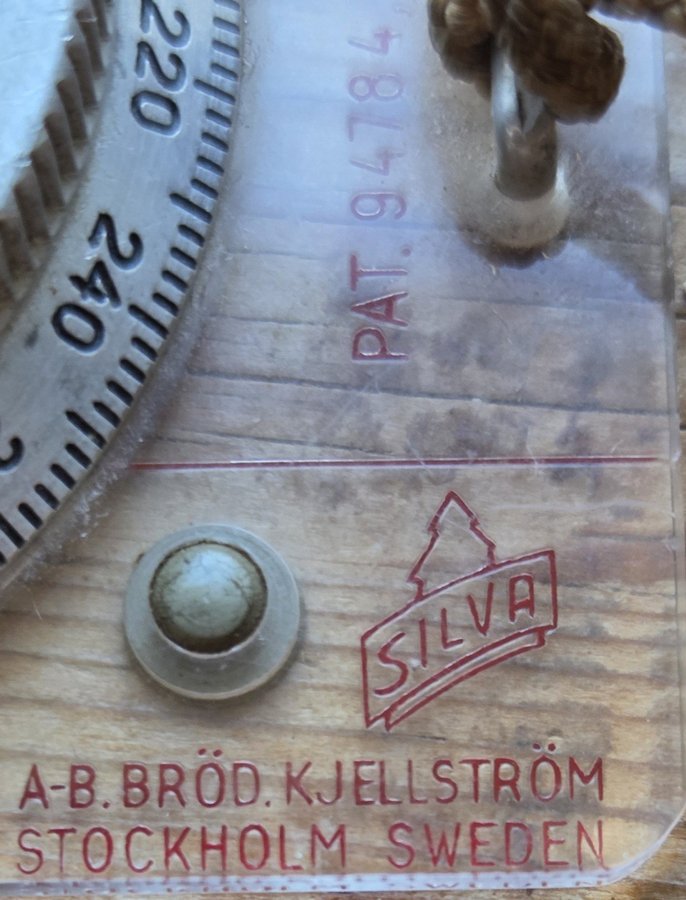 220
240
PAT. 94784
SILVA
A-B. BRÖD. KJELLSTRÖM
STOCKHOLM SWEDEN